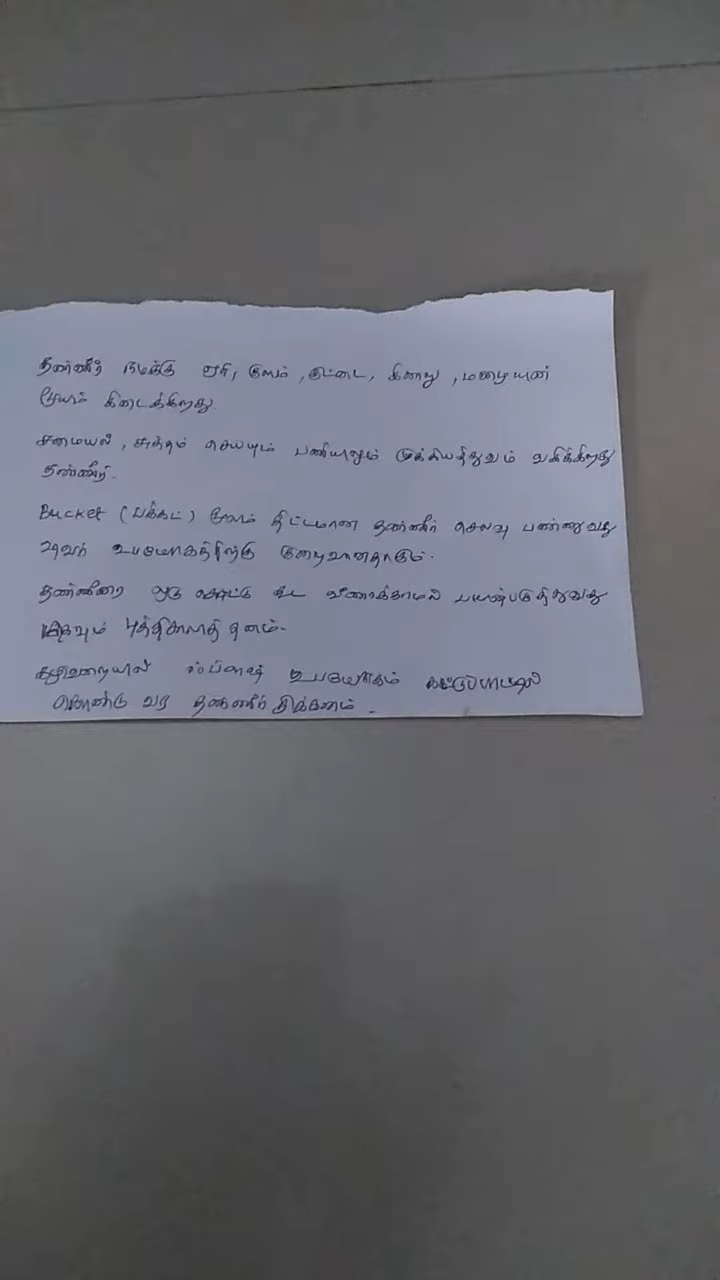 தண்ணீர் நமக்கு ஏரி, குளம், குட்டை, கிணறு, மழையின்
மூலம் கிடைக்கிறது.
சமையல், சுத்தம் செய்யும் பணியிலும் முக்கியத்துவம் வகிக்கிறது
தண்ணீர்.
Bucket (பக்கட்) மூலம் திட்டமான தண்ணீர் செலவு பண்ணுவது
உபயோகத்திற்கு குறைவானதாகும்.
தண்ணீரை ஒரு சொட்டு கூட வீணாக்காமல் பயன்படுத்துவது
மிகவும் புத்திசாலித்தனம்.
கழிவறையில் உபயோகம் கட்டுப்பாட்டில்
கொண்டு வர தண்ணீர் சிக்கனம்.